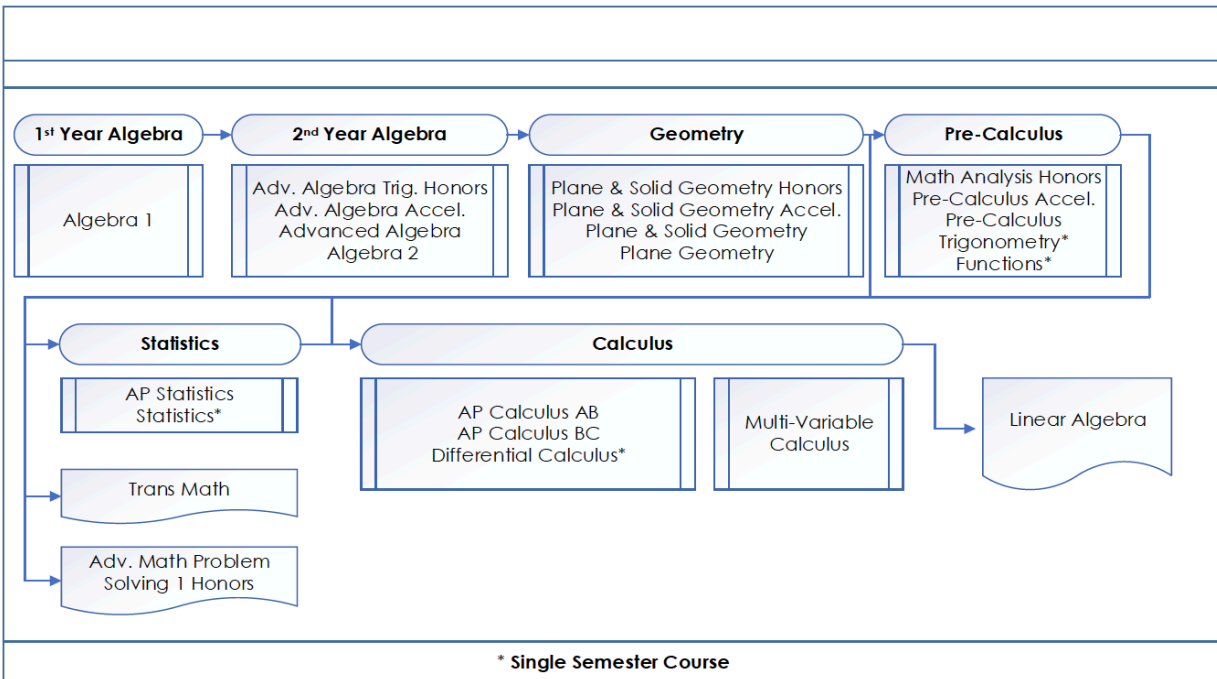 1st Year Algebra
2nd Year Algebra
Geometry
Pre-Calculus
Algebra 1
Adv. Algebra Trig. Honors
Adv. Algebra Accel.
Advanced Algebra
Algebra 2
Plane & Solid Geometry Honors
Plane & Solid Geometry Accel.
Plane & Solid Geometry
Plane Geometry
Math Analysis Honors
Pre-Calculus Accel.
Pre-Calculus
Trigonometry*
Functions*
Statistics
Calculus
AP Statistics
Statistics*
AP Calculus AB
AP Calculus BC
Differential Calculus*
Multi-Variable
Calculus
Linear Algebra
Trans Math
Adv. Math Problem
Solving 1 Honors
* Single Semester Course